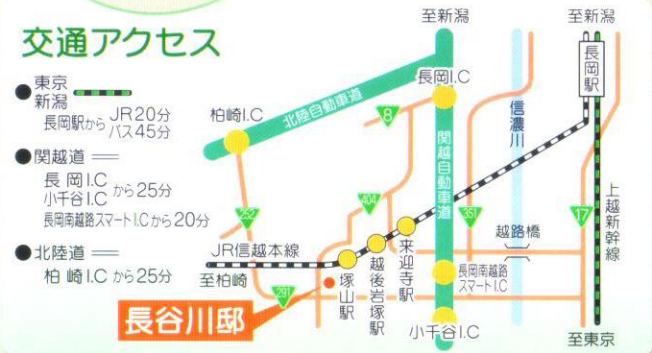 交通アクセス
東京
新潟
長岡駅から JR20分
バス45分
関越道
長岡I.C
小千谷I.C
から25分
長岡南越路スマートI.Cから20分
北陸道
柏崎I.Cから25分
至新潟
至新潟
長岡駅
長岡I.C
柏崎I.C
北陸自動車道
8
信濃川
関越自動車道
上越新幹線
252
404
351
17
来迎寺駅
越路橋
JR信越本線
至柏崎
塚山駅
越後岩塚駅
長岡南越路
スマートI.C
291
長谷川邸
小千谷I.C
至東京